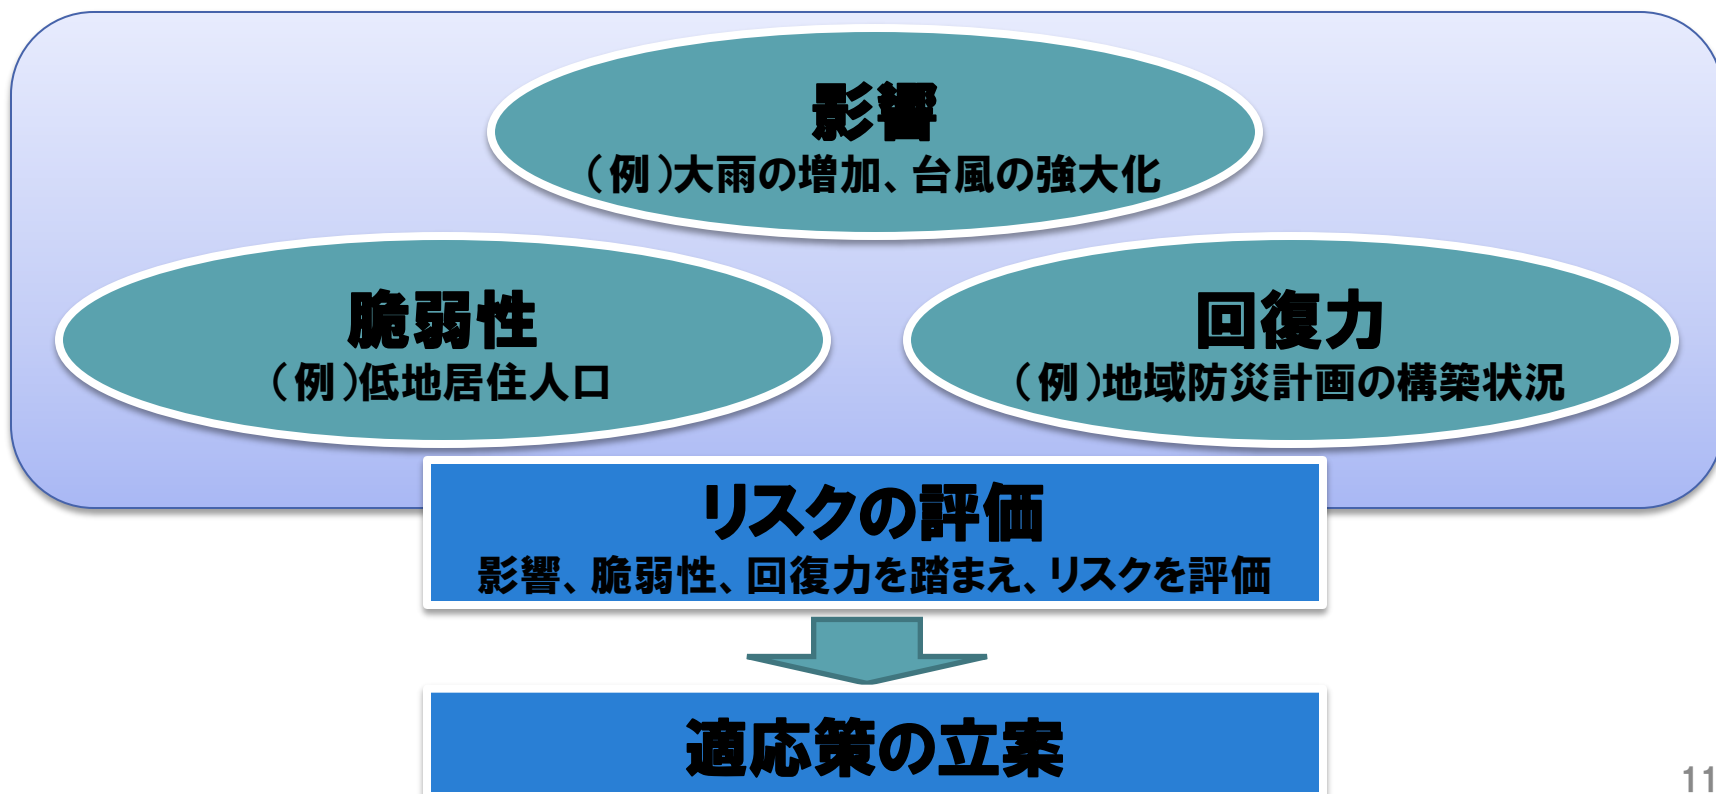 影響
（例）大雨の増加、台風の強大化
脆弱性
（例）低地居住人口
回復力
（例）地域防災計画の構築状況
リスクの評価
影響、脆弱性、回復力を踏まえ、リスクを評価
適応策の立案
11